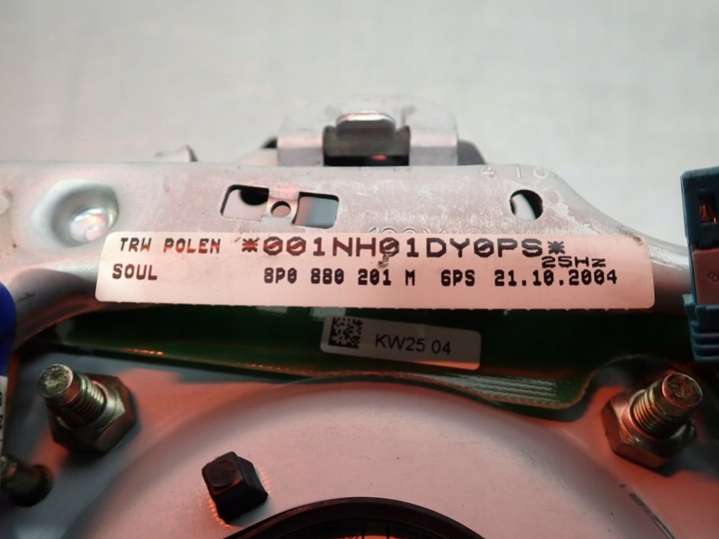 TRW POLEN *001NH01DY0PS*
25Hz
SOUL 8P0 880 201 M 6PS 21.10.2004
KW25 04